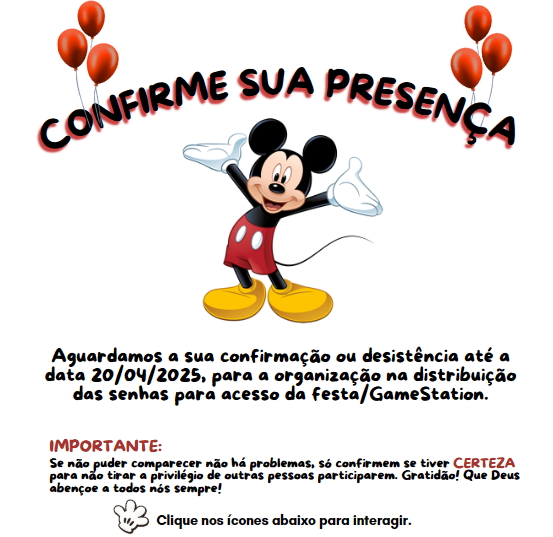 CONFIRME SUA PRESENÇA
Aguardamos a sua confirmação ou desistência até a
data 20/04/2025, para a organização na distribuição
das senhas para acesso da festa/GameStation.
IMPORTANTE:
Se não puder comparecer não há problemas, só confirmem se tiver CERTEZA
para não tirar a privilégio de outras pessoas participarem. Gratidão! Que Deus
abençoe a todos nós sempre!
Clique nos ícones abaixo para interagir.